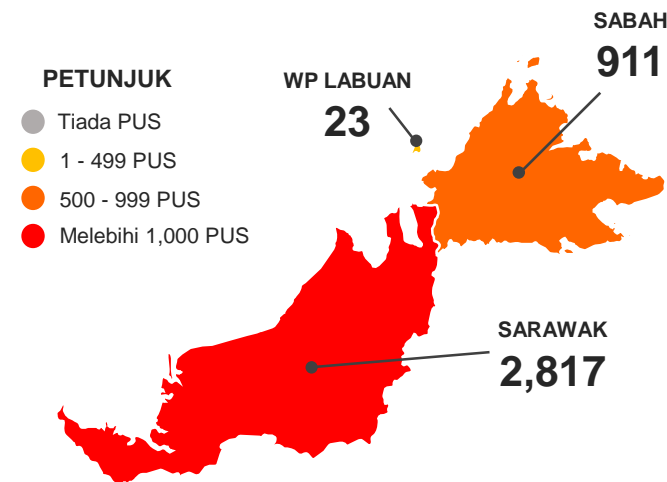 SABAH
911
PETUNJUK
WP LABUAN
23
Tiada PUS
1 - 499 PUS
500 - 999 PUS
Melebihi 1,000 PUS
SARAWAK
2,817